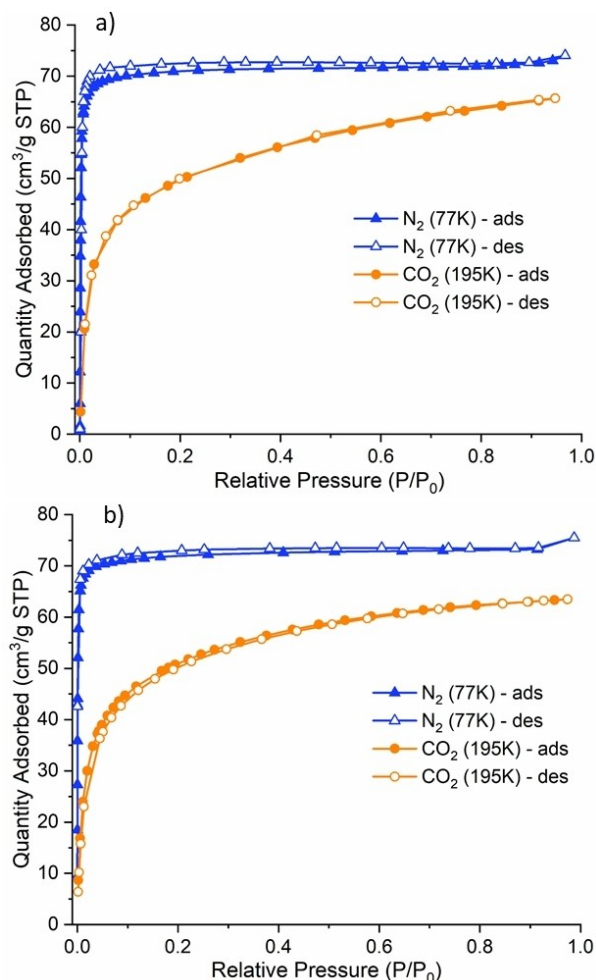 a)
80
70
60
50
40
30
20
10
0
Quantity Adsorbed (cm³/g STP)
N₂ (77K) - ads
N₂ (77K) - des
CO₂ (195K) - ads
CO₂ (195K) - des
0.0 0.2 0.4 0.6 0.8 1.0
Relative Pressure (P/P₀)
b)
80
70
60
50
40
30
20
10
0
Quantity Adsorbed (cm³/g STP)
N₂ (77K) - ads
N₂ (77K) - des
CO₂ (195K) - ads
CO₂ (195K) - des
0.0 0.2 0.4 0.6 0.8 1.0
Relative Pressure (P/P₀)